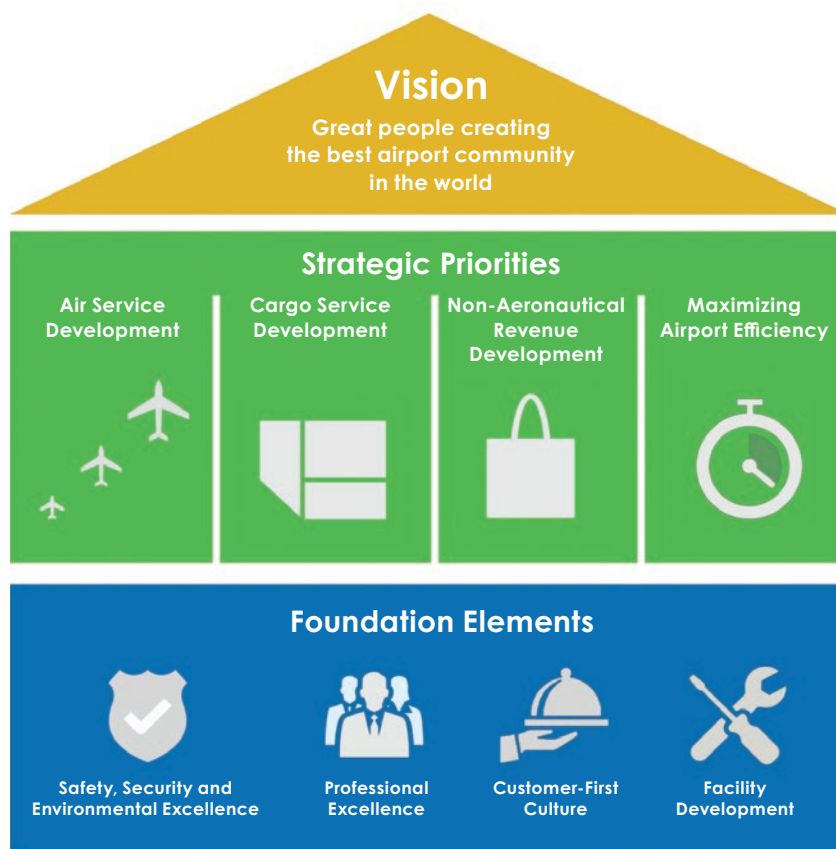 Vision
Great people creating
the best airport community
in the world
Strategic Priorities
Air Service
Development
Cargo Service
Development
Non-Aeronautical
Revenue
Development
Maximizing
Airport Efficiency
Foundation Elements
Safety, Security and
Environmental Excellence
Professional
Excellence
Customer-First
Culture
Facility
Development